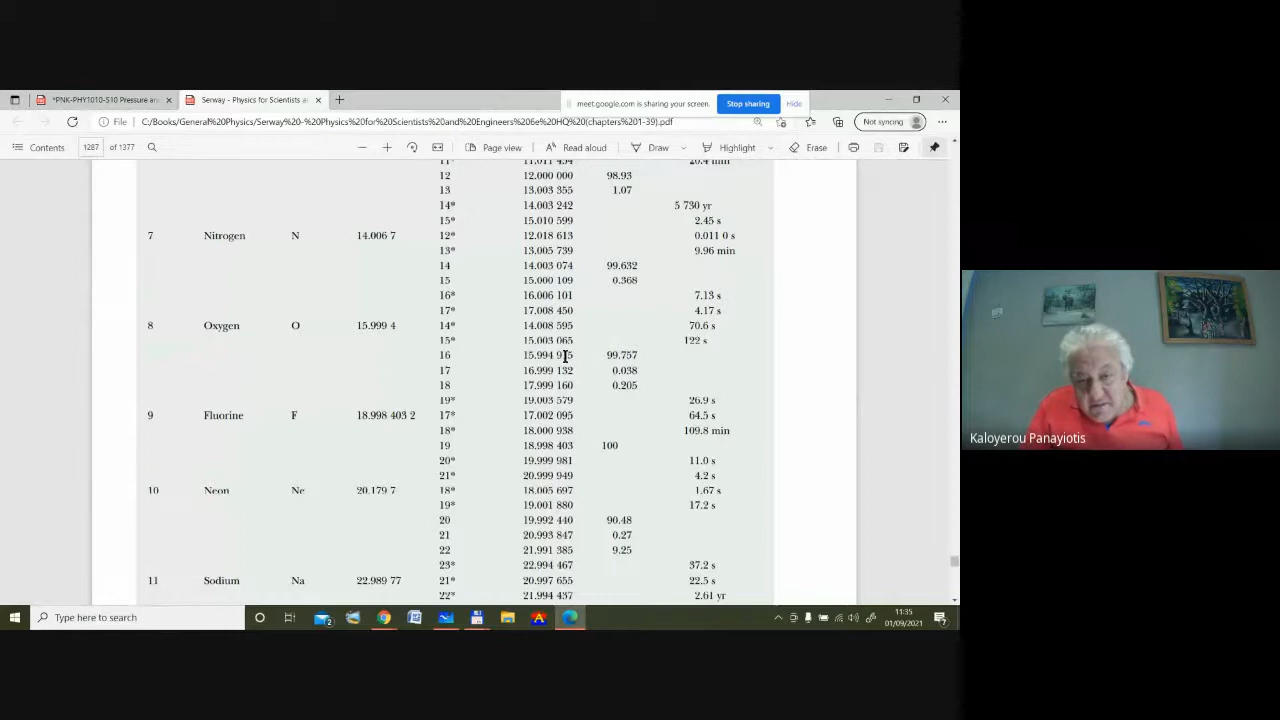 *PNK-PHY1010-S10 Pressure an
Serway - Physics for Scientists a
meet.google.com is sharing your screen.
Stop sharing
Hide
File
C:/Books/General%20Physics/Serway%20-%20Physics%20for%20Scientists%20and%20Engineers%206e%20HQ%20(chapters%201-39).pdf
Not syncing
Contents
1287 of 1377
Page view
Read aloud
Draw
Highlight
Erase
11* 11.011 434 20.4 min
12 12.000 000 98.93
13 13.003 355 1.07
14* 14.003 242 5 730 yr
15* 15.010 599 2.45 s
7 Nitrogen N 14.006 7 12* 12.018 613 0.011 0 s
13* 13.005 739 9.96 min
14 14.003 074 99.632
15 15.000 109 0.368
16* 16.006 101 7.13 s
17* 17.008 450 4.17 s
8 Oxygen O 15.999 4 14* 14.008 595 70.6 s
15* 15.003 065 122 s
16 15.994 915 99.757
17 16.999 132 0.038
18 17.999 160 0.205
19* 19.003 579 26.9 s
9 Fluorine F 18.998 403 2 17* 17.002 095 64.5 s
18* 18.000 938 109.8 min
19 18.998 403 100
20* 19.999 981 11.0 s
21* 20.999 949 4.2 s
10 Neon Ne 20.179 7 18* 18.005 697 1.67 s
19* 19.001 880 17.2 s
20 19.992 440 90.48
21 20.993 847 0.27
22 21.991 385 9.25
23* 22.994 467 37.2 s
11 Sodium Na 22.989 77 21* 20.997 655 22.5 s
22* 21.994 437 2.61 yr
Kaloyerou Panayiotis
Type here to search
11:35
01/09/2021